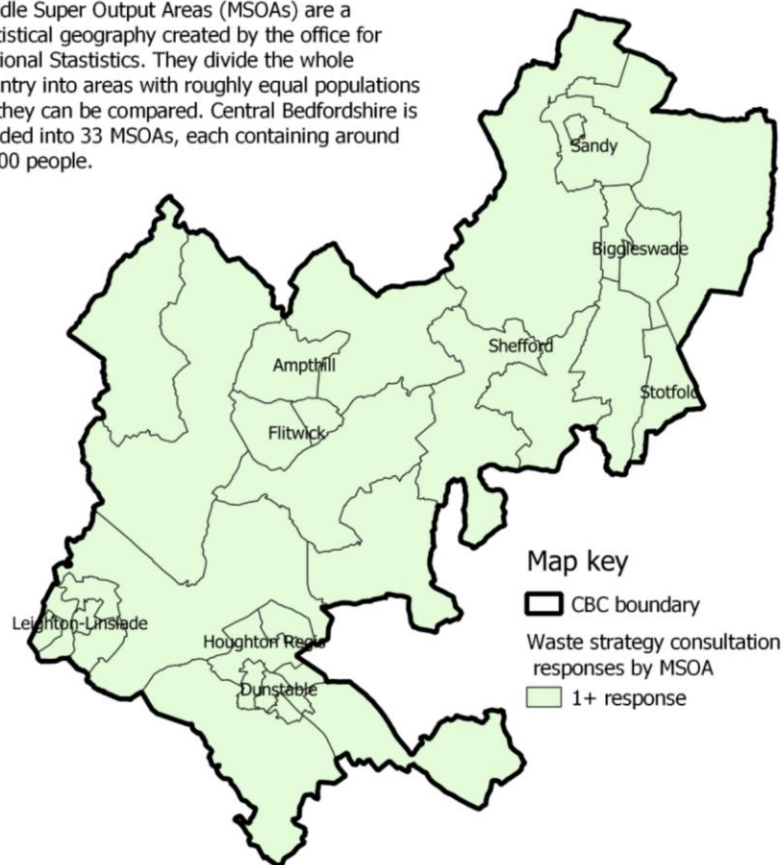 dle Super Output Areas (MSOAs) are a
tistical geography created by the office for
ional Stastistics. They divide the whole
ntry into areas with roughly equal populations
they can be compared. Central Bedfordshire is
ded into 33 MSOAs, each containing around
00 people.
Sandy
Biggleswade
Shefford
Ampthill
Stotfold
Flitwick
Map key
CBC boundary
Leighton-Linslade
Houghton Regis
Waste strategy consultation
responses by MSOA
Dunstable
1+ response